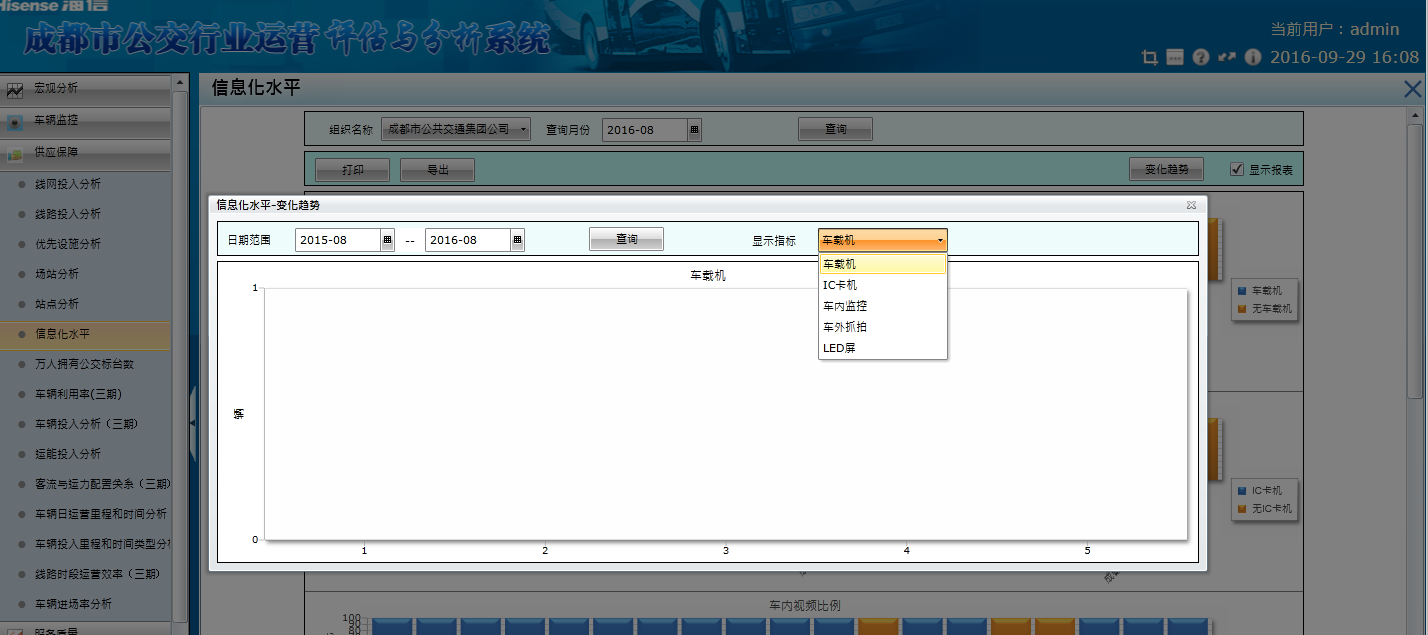 Hisense 海信
成都市公交行业运营评估与分析系统
当前用户：admin
2016-09-29 16:08
宏观分析
车辆监控
供应保障
线网投入分析
线路投入分析
优先设施分析
场站分析
站点分析
信息化水平
万人拥有公交标台数
车辆利用率(三期)
车辆投入分析（三期）
运能投入分析
客流与运力配置关系（三期）
车辆日运营里程和时间分析
车辆投入里程和时间类型分析
线路时段运营效率（三期）
车辆进场率分析
服务质量
信息化水平
组织名称 成都市公共交通集团公司 查询月份 2016-08 查询
打印 导出 变化趋势 显示报表
信息化水平-变化趋势
日期范围 2015-08 -- 2016-08 查询 显示指标 车载机
车载机
IC卡机
车内监控
车外抓拍
LED屏
车载机
1
辆
0
1 2 3 4 5
车载机
无车载机
IC卡机
无IC卡机
车内视频比例
100
90
80